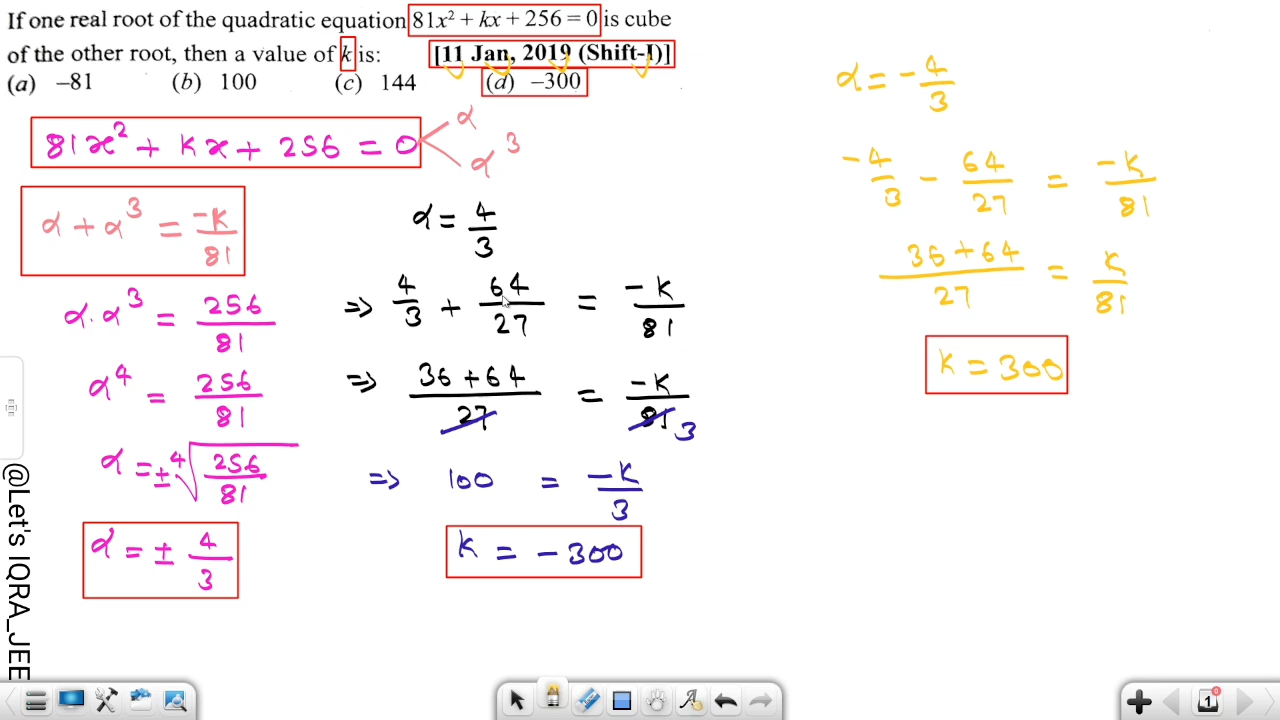 If one real root of the quadratic equation 81x² + kx + 256 = 0 is cube
of the other root, then a value of k is: [11 Jan, 2019 (Shift-I)]
(a) –81 (b) 100 (c) 144 (d) –300
81x² + kx + 256 = 0 < α
α³
α + α³ = -k/81
α·α³ = 256/81
α⁴ = 256/81
α = ± ⁴√(256/81)
α = ± 4/3
α = 4/3
⇒ 4/3 + 64/27 = -k/81
⇒ (36 + 64)/27 = -k/81 3
⇒ 100 = -k/3
k = - 300
α = - 4/3
-4/3 - 64/27 = -k/81
(36 + 64)/27 = k/81
k = 300
@Let's IQRA_JEE
1